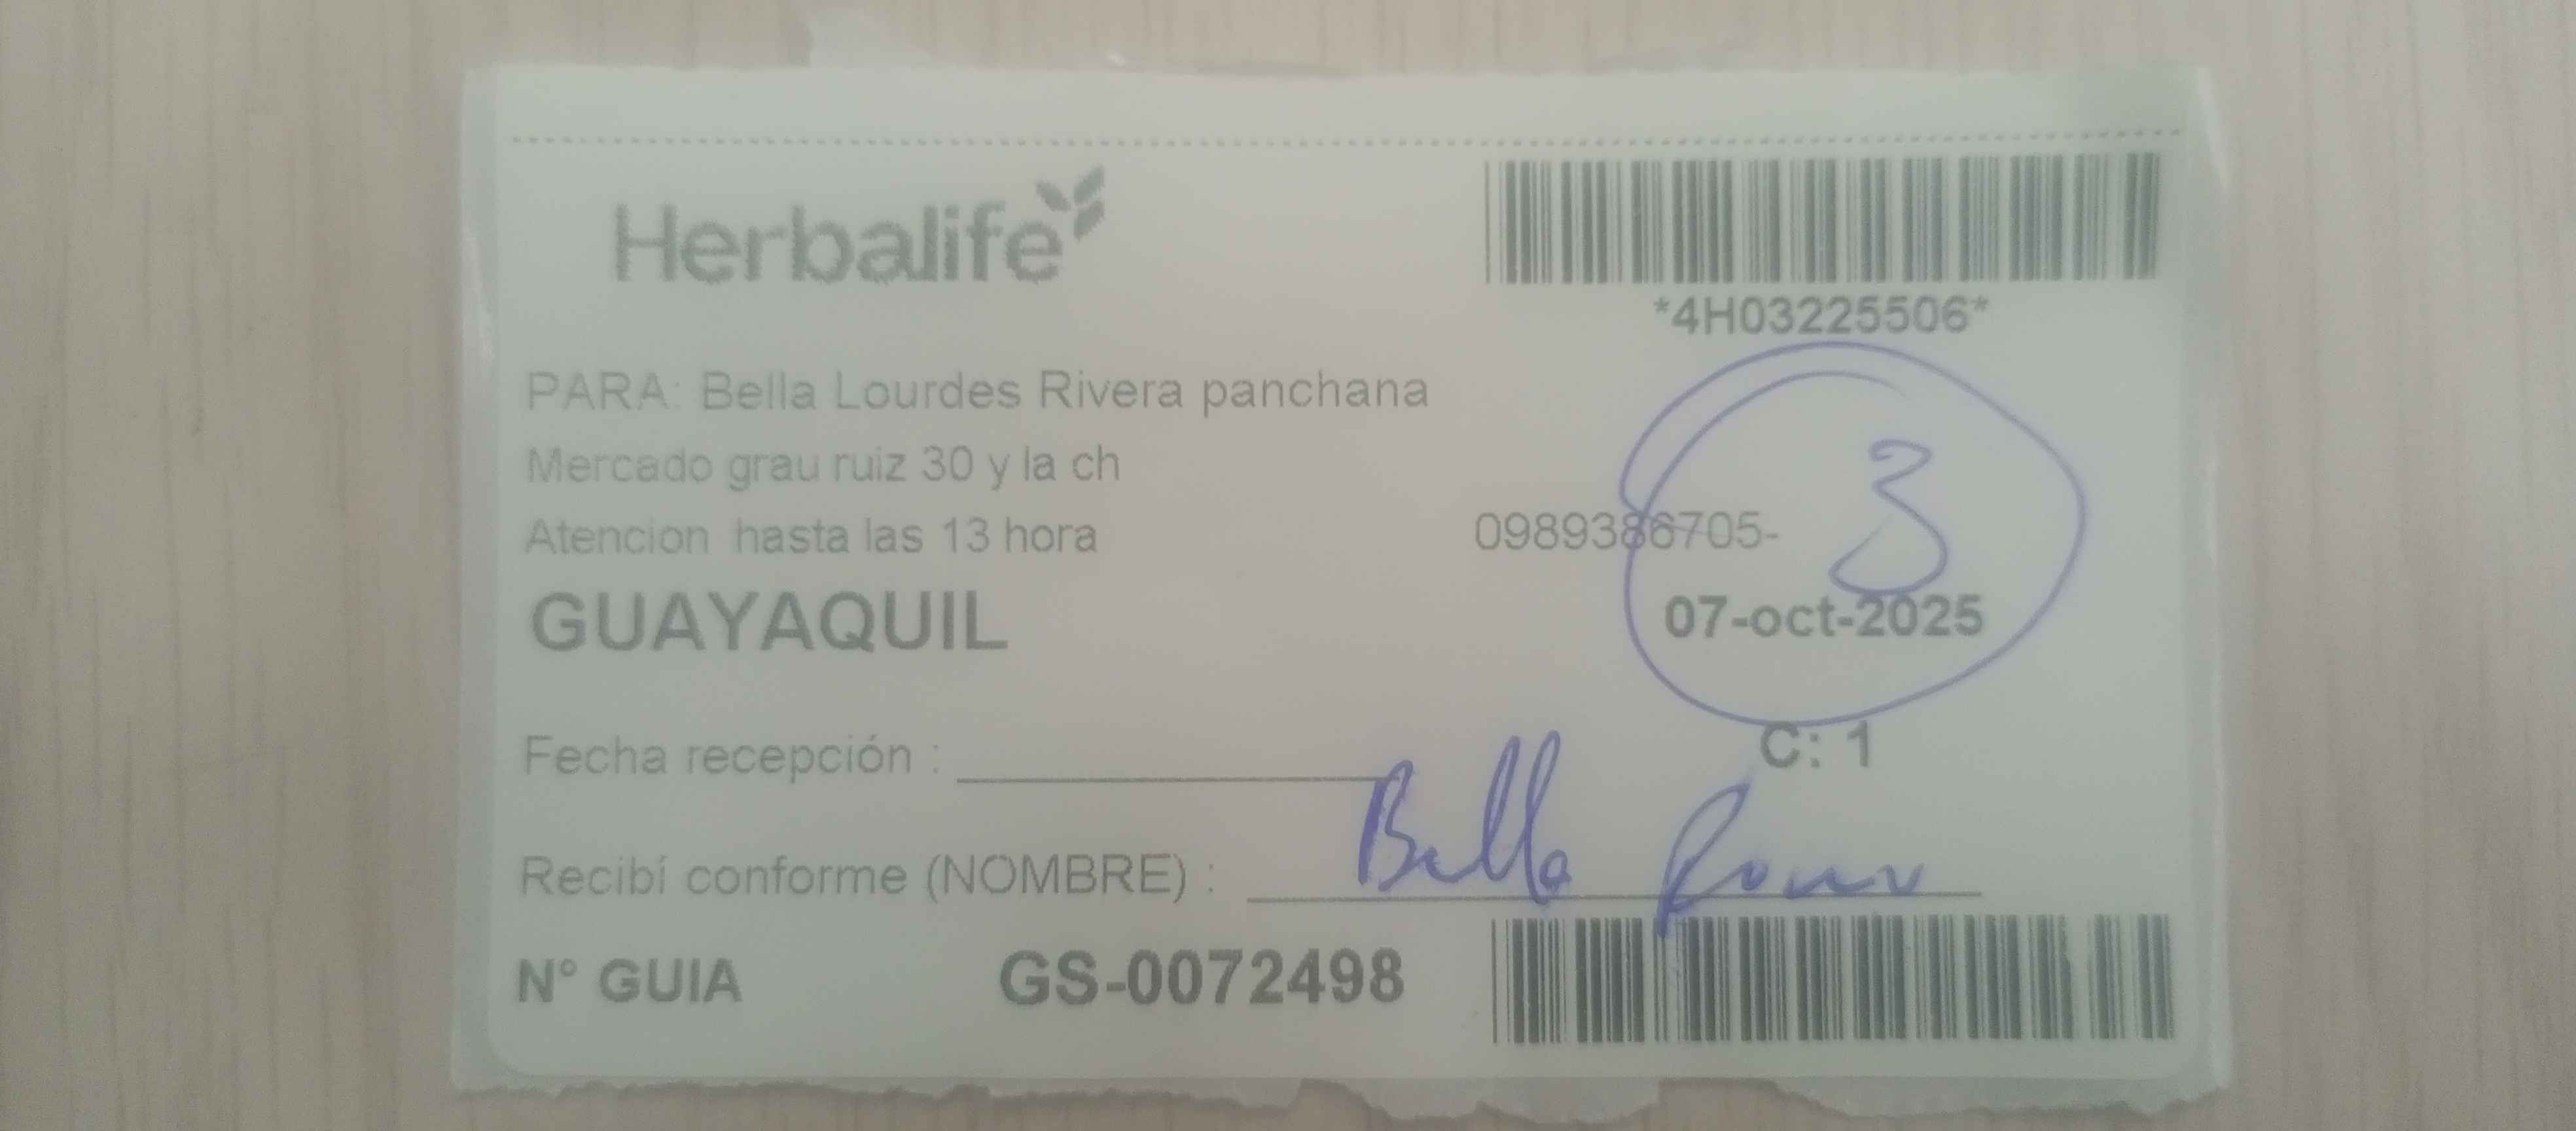 Herbalife
*4H03225506*
PARA: Bella Lourdes Rivera panchana
Mercado grau ruiz 30 y la ch
Atencion hasta las 13 hora 0989386705-
3
GUAYAQUIL 07-oct-2025
C: 1
Fecha recepción :
Recibí conforme (NOMBRE) : Bella
N° GUIA GS-0072498